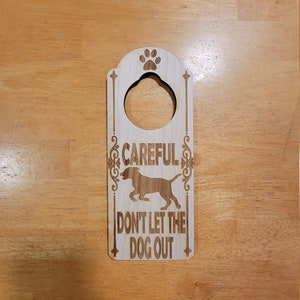 CAREFUL
DON'T LET THE
DOG OUT